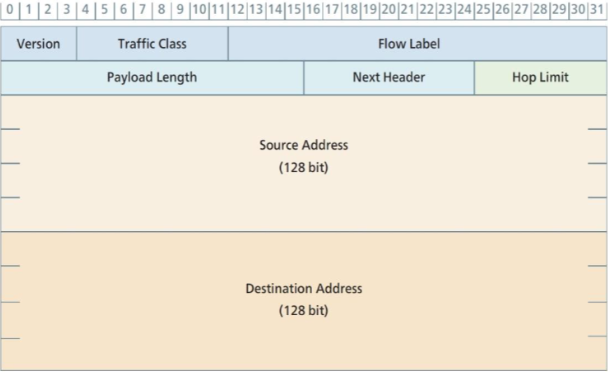 0 1 2 3 4 5 6 7 8 9 10 11 12 13 14 15 16 17 18 19 20 21 22 23 24 25 26 27 28 29 30 31
Version Traffic Class Flow Label
Payload Length Next Header Hop Limit
Source Address
(128 bit)
Destination Address
(128 bit)